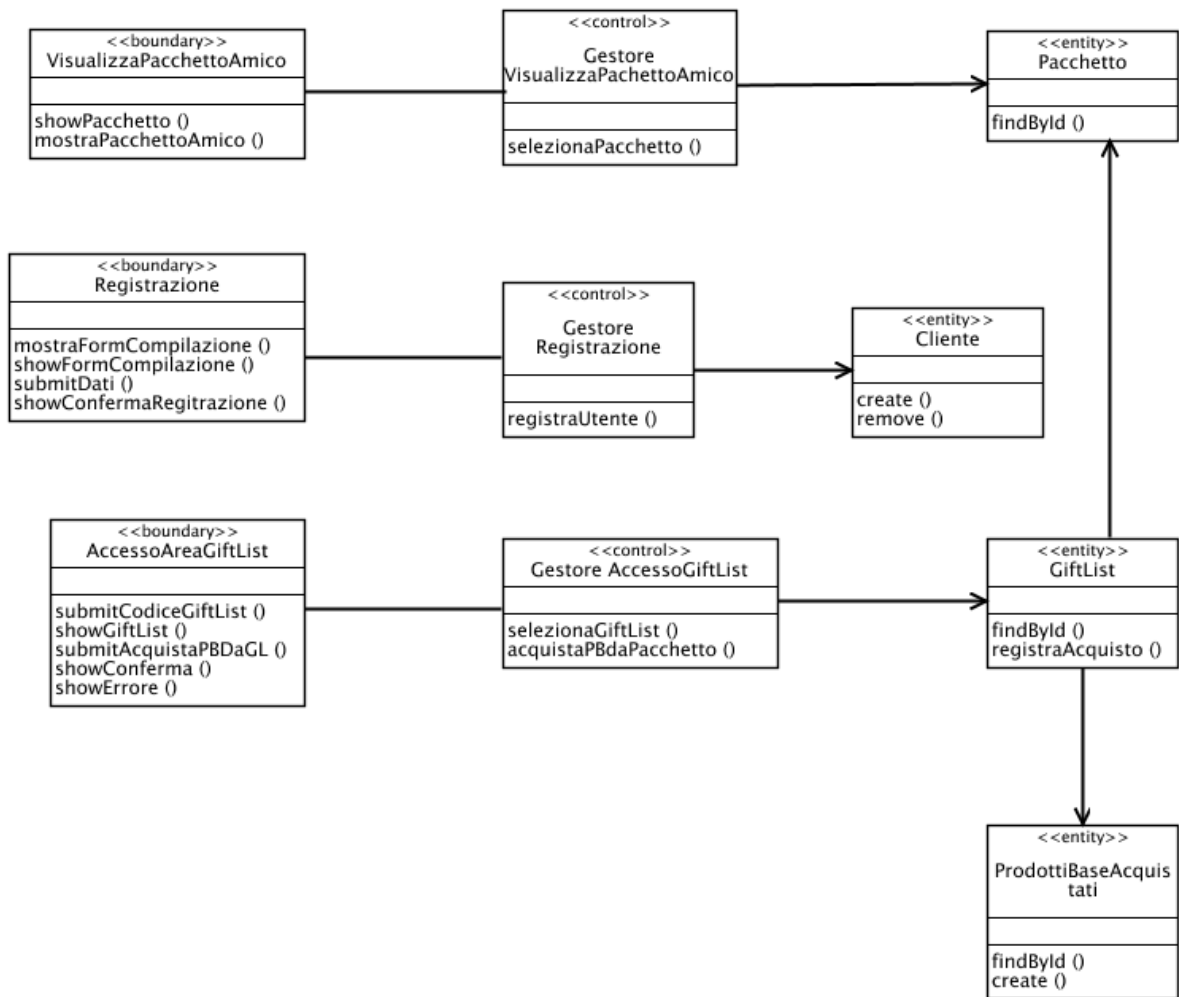 <<boundary>>
VisualizzaPacchettoAmico
showPacchetto ()
mostraPacchettoAmico ()
<<control>>
Gestore
VisualizzaPachettoAmico
selezionaPacchetto ()
<<entity>>
Pacchetto
findById ()
<<boundary>>
Registrazione
mostraFormCompilazione ()
showFormCompilazione ()
submitDati ()
showConfermaRegitrazione ()
<<control>>
Gestore
Registrazione
registraUtente ()
<<entity>>
Cliente
create ()
remove ()
<<boundary>>
AccessoAreaGiftList
submitCodiceGiftList ()
showGiftList ()
submitAcquistaPBDaGL ()
showConferma ()
showErrore ()
<<control>>
Gestore AccessoGiftList
selezionaGiftList ()
acquistaPBdaPacchetto ()
<<entity>>
GiftList
findById ()
registraAcquisto ()
<<entity>>
ProdottiBaseAcquis
tati
findById ()
create ()